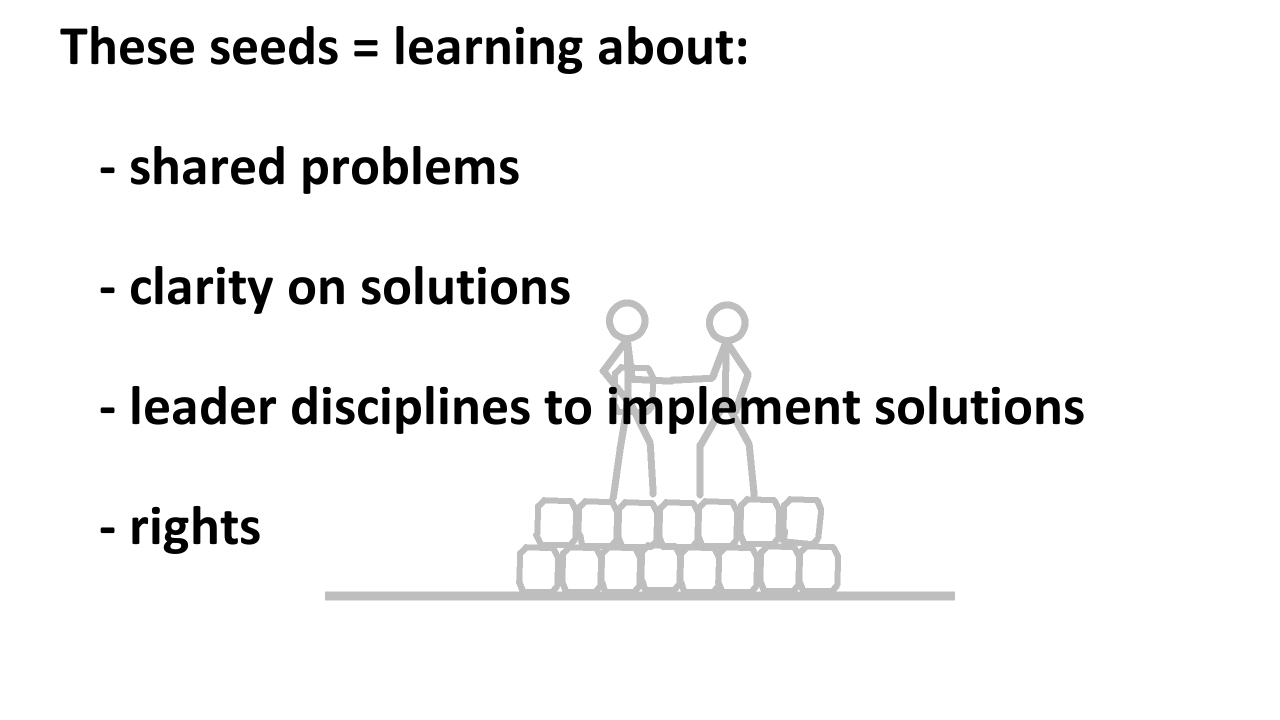 These seeds = learning about:
- shared problems
- clarity on solutions
- leader disciplines to implement solutions
- rights